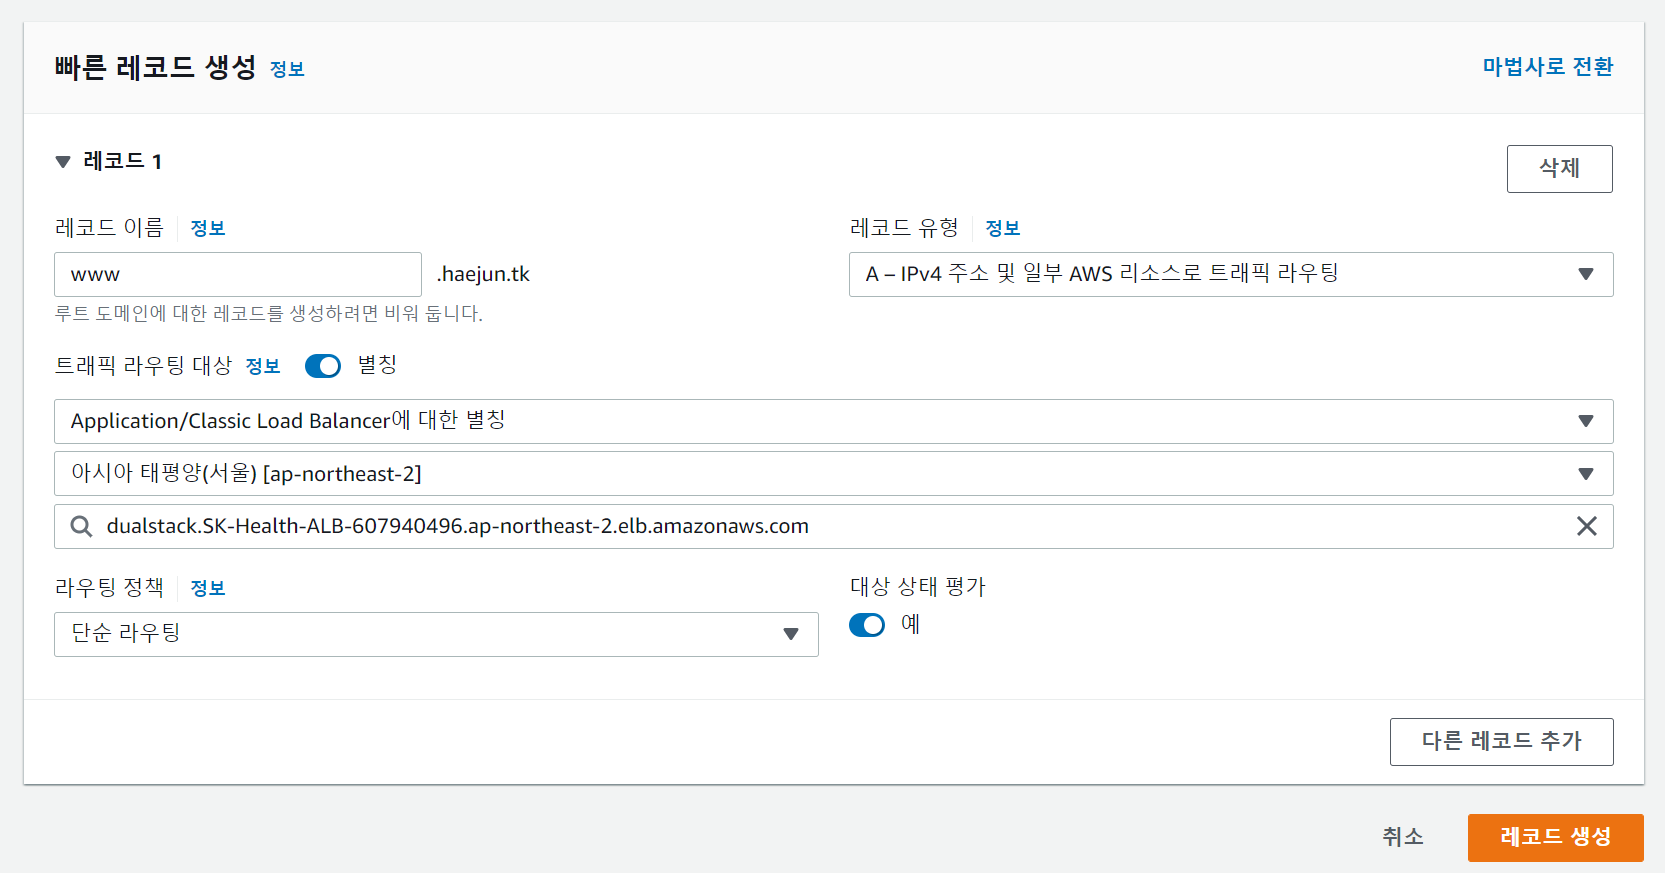 빠른 레코드 생성 정보 마법사로 전환
레코드 1
삭제
레코드 이름 정보
레코드 유형 정보
www .haejun.tk
A – IPv4 주소 및 일부 AWS 리소스로 트래픽 라우팅
루트 도메인에 대한 레코드를 생성하려면 비워 둡니다.
트래픽 라우팅 대상 정보 별칭
Application/Classic Load Balancer에 대한 별칭
아시아 태평양(서울) [ap-northeast-2]
dualstack.SK-Health-ALB-607940496.ap-northeast-2.elb.amazonaws.com
라우팅 정책 정보
대상 상태 평가
단순 라우팅
예
다른 레코드 추가
취소 레코드 생성